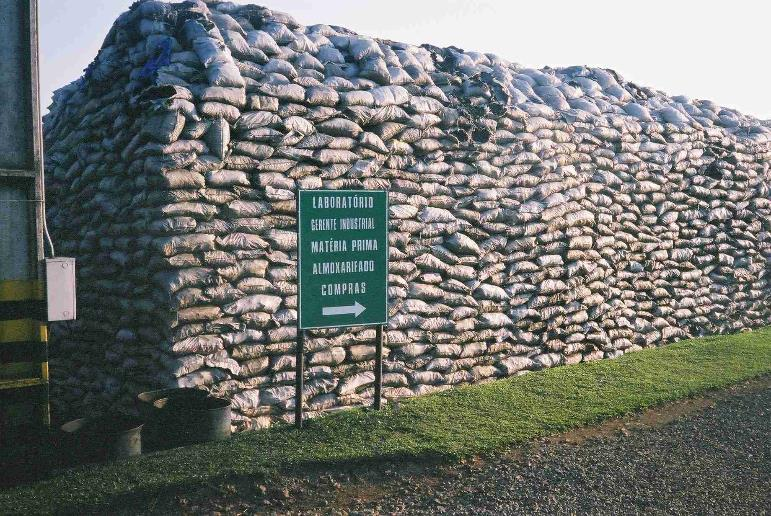 LABORATÓRIO
GERENTE INDUSTRIAL
MATÉRIA PRIMA
ALMOXARIFADO
COMPRAS